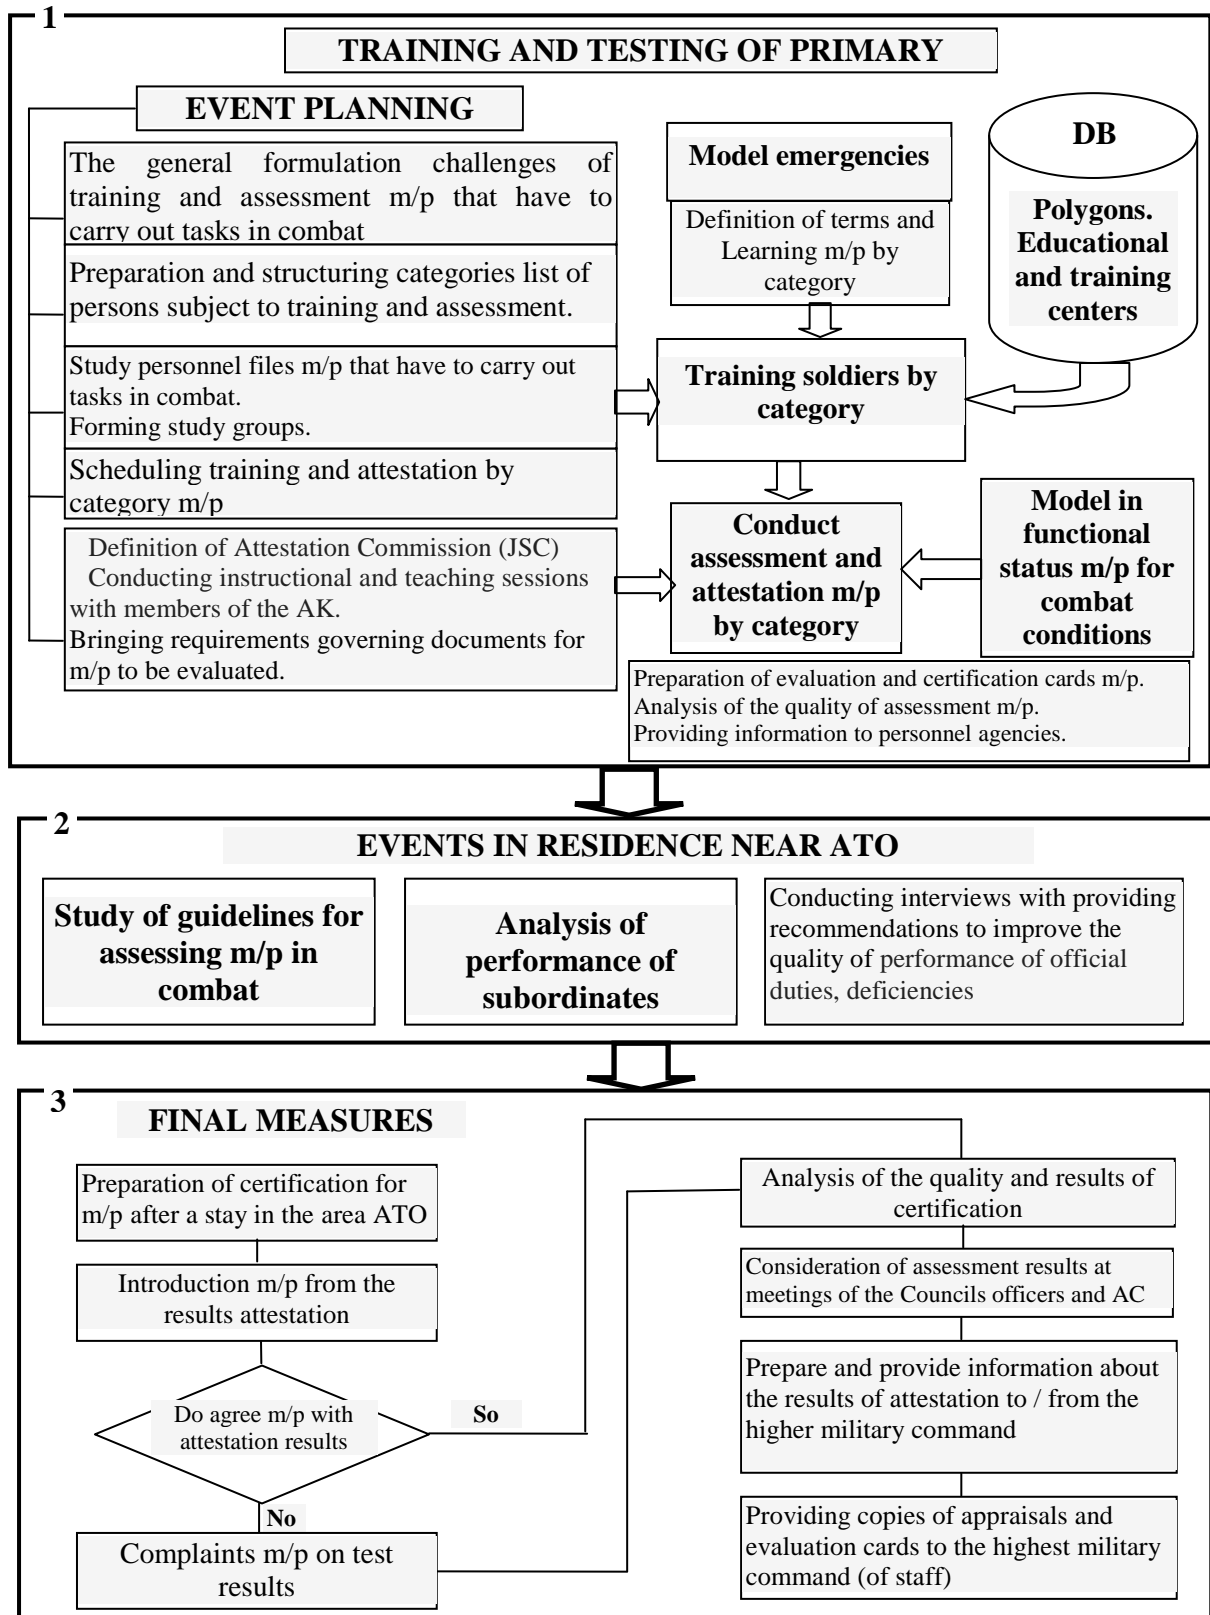 1
TRAINING AND TESTING OF PRIMARY
EVENT PLANNING
The general formulation challenges of
training and assessment m/p that have to
carry out tasks in combat
Preparation and structuring categories list of
persons subject to training and assessment.
Study personnel files m/p that have to carry out
tasks in combat.
Forming study groups.
Scheduling training and attestation by
category m/p
Definition of Attestation Commission (JSC)
Conducting instructional and teaching sessions
with members of the AK.
Bringing requirements governing documents for
m/p to be evaluated.
Model emergencies
Definition of terms and
Learning m/p by
category
DB
Polygons.
Educational
and training
centers
Training soldiers by
category
Conduct
assessment and
attestation m/p
by category
Model in
functional
status m/p for
combat
conditions
Preparation of evaluation and certification cards m/p.
Analysis of the quality of assessment m/p.
Providing information to personnel agencies.
2
EVENTS IN RESIDENCE NEAR ATO
Study of guidelines for
assessing m/p in
combat
Analysis of
performance of
subordinates
Conducting interviews with providing
recommendations to improve the
quality of performance of official
duties, deficiencies
3
FINAL MEASURES
Preparation of certification for
m/p after a stay in the area ATO
Introduction m/p from the
results attestation
Do agree m/p with
attestation results
So
No
Complaints m/p on test
results
Analysis of the quality and results of
certification
Consideration of assessment results at
meetings of the Councils officers and AC
Prepare and provide information about
the results of attestation to / from the
higher military command
Providing copies of appraisals and
evaluation cards to the highest military
command (of staff)